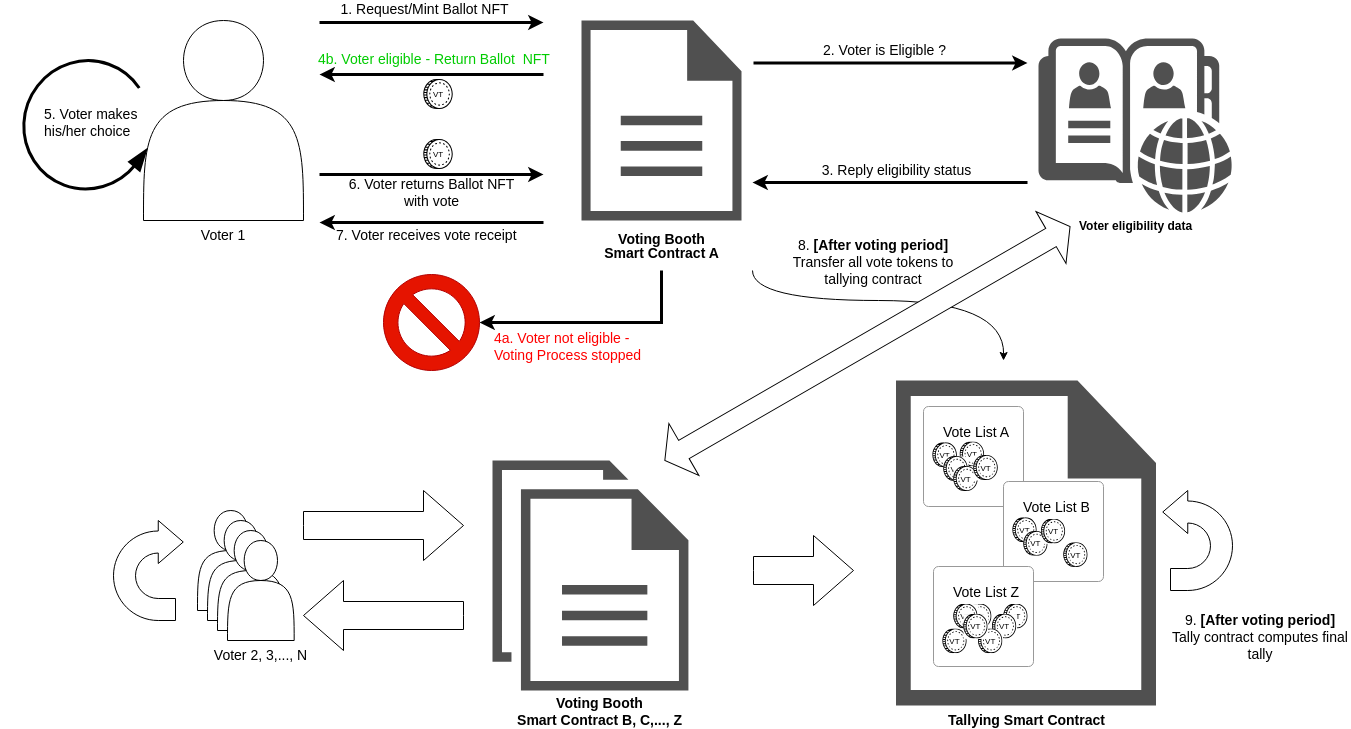 1. Request/Mint Ballot NFT
4b. Voter eligible - Return Ballot NFT
VT
2. Voter is Eligible ?
5. Voter makes
his/her choice
VT
3. Reply eligibility status
6. Voter returns Ballot NFT
with vote
7. Voter receives vote receipt
Voter 1
Voting Booth
Smart Contract A
Voter eligibility data
8. [After voting period]
Transfer all vote tokens to
tallying contract
4a. Voter not eligible -
Voting Process stopped
Vote List A
VT
VT
VT
VT
VT
Vote List B
VT
VT
VT
VT
Vote List Z
VT
VT
VT
VT
VT
9. [After voting period]
Tally contract computes final
tally
Voter 2, 3,..., N
Voting Booth
Smart Contract B, C,..., Z
Tallying Smart Contract